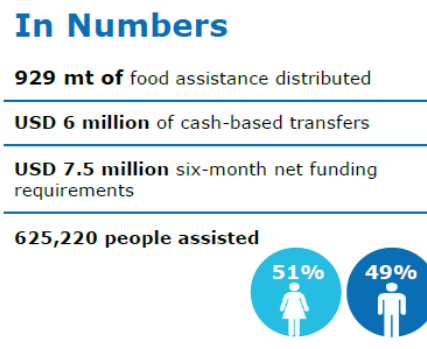 In Numbers
929 mt of food assistance distributed
USD 6 million of cash-based transfers
USD 7.5 million six-month net funding
requirements
625,220 people assisted
51% 49%